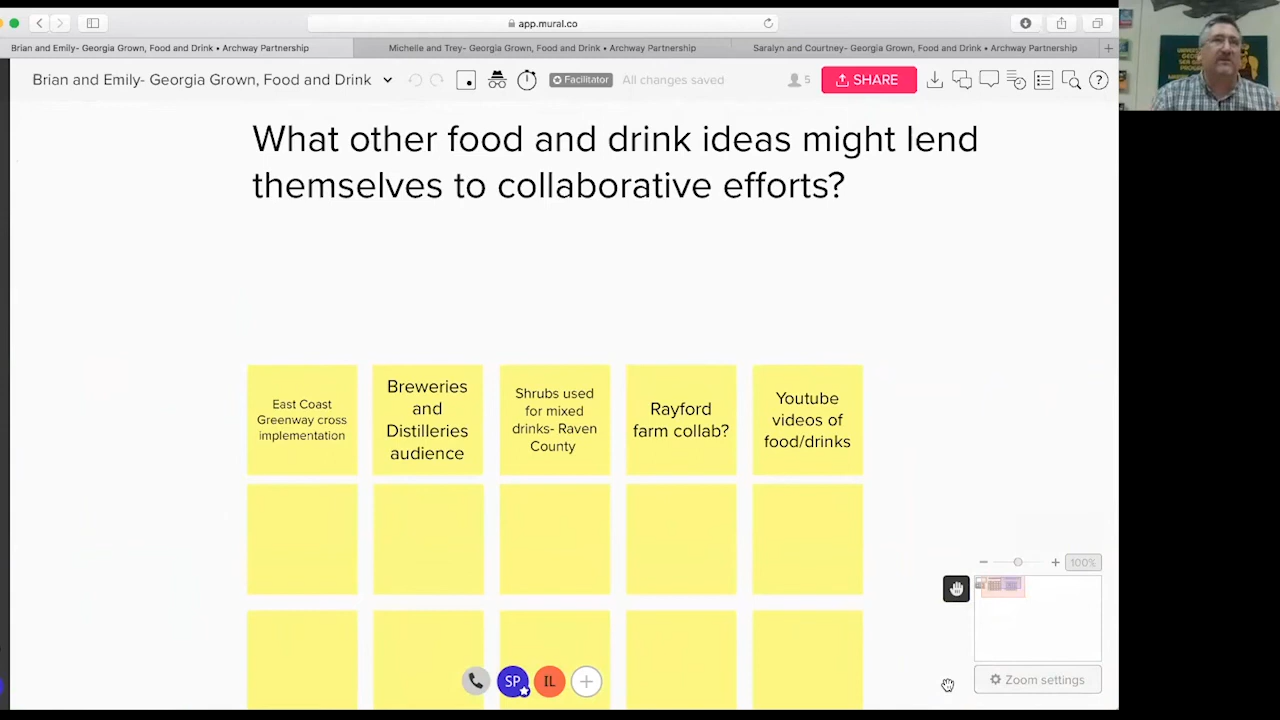 app.mural.co
Brian and Emily- Georgia Grown, Food and Drink • Archway Partnership
Michelle and Trey- Georgia Grown, Food and Drink • Archway Partnership
Saralyn and Courtney- Georgia Grown, Food and Drink • Archway Partnership
Brian and Emily- Georgia Grown, Food and Drink
Facilitator
All changes saved
5
SHARE
?
What other food and drink ideas might lend
themselves to collaborative efforts?
East Coast
Greenway cross
implementation
Breweries
and
Distilleries
audience
Shrubs used
for mixed
drinks- Raven
County
Rayford
farm collab?
Youtube
videos of
food/drinks
100%
SP
IL
Zoom settings